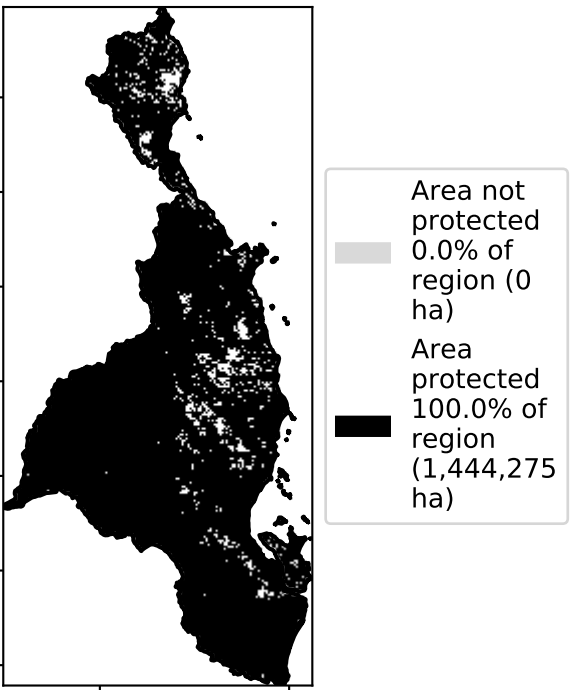 Area not
protected
0.0% of
region (0
ha)
Area
protected
100.0% of
region
(1,444,275
ha)